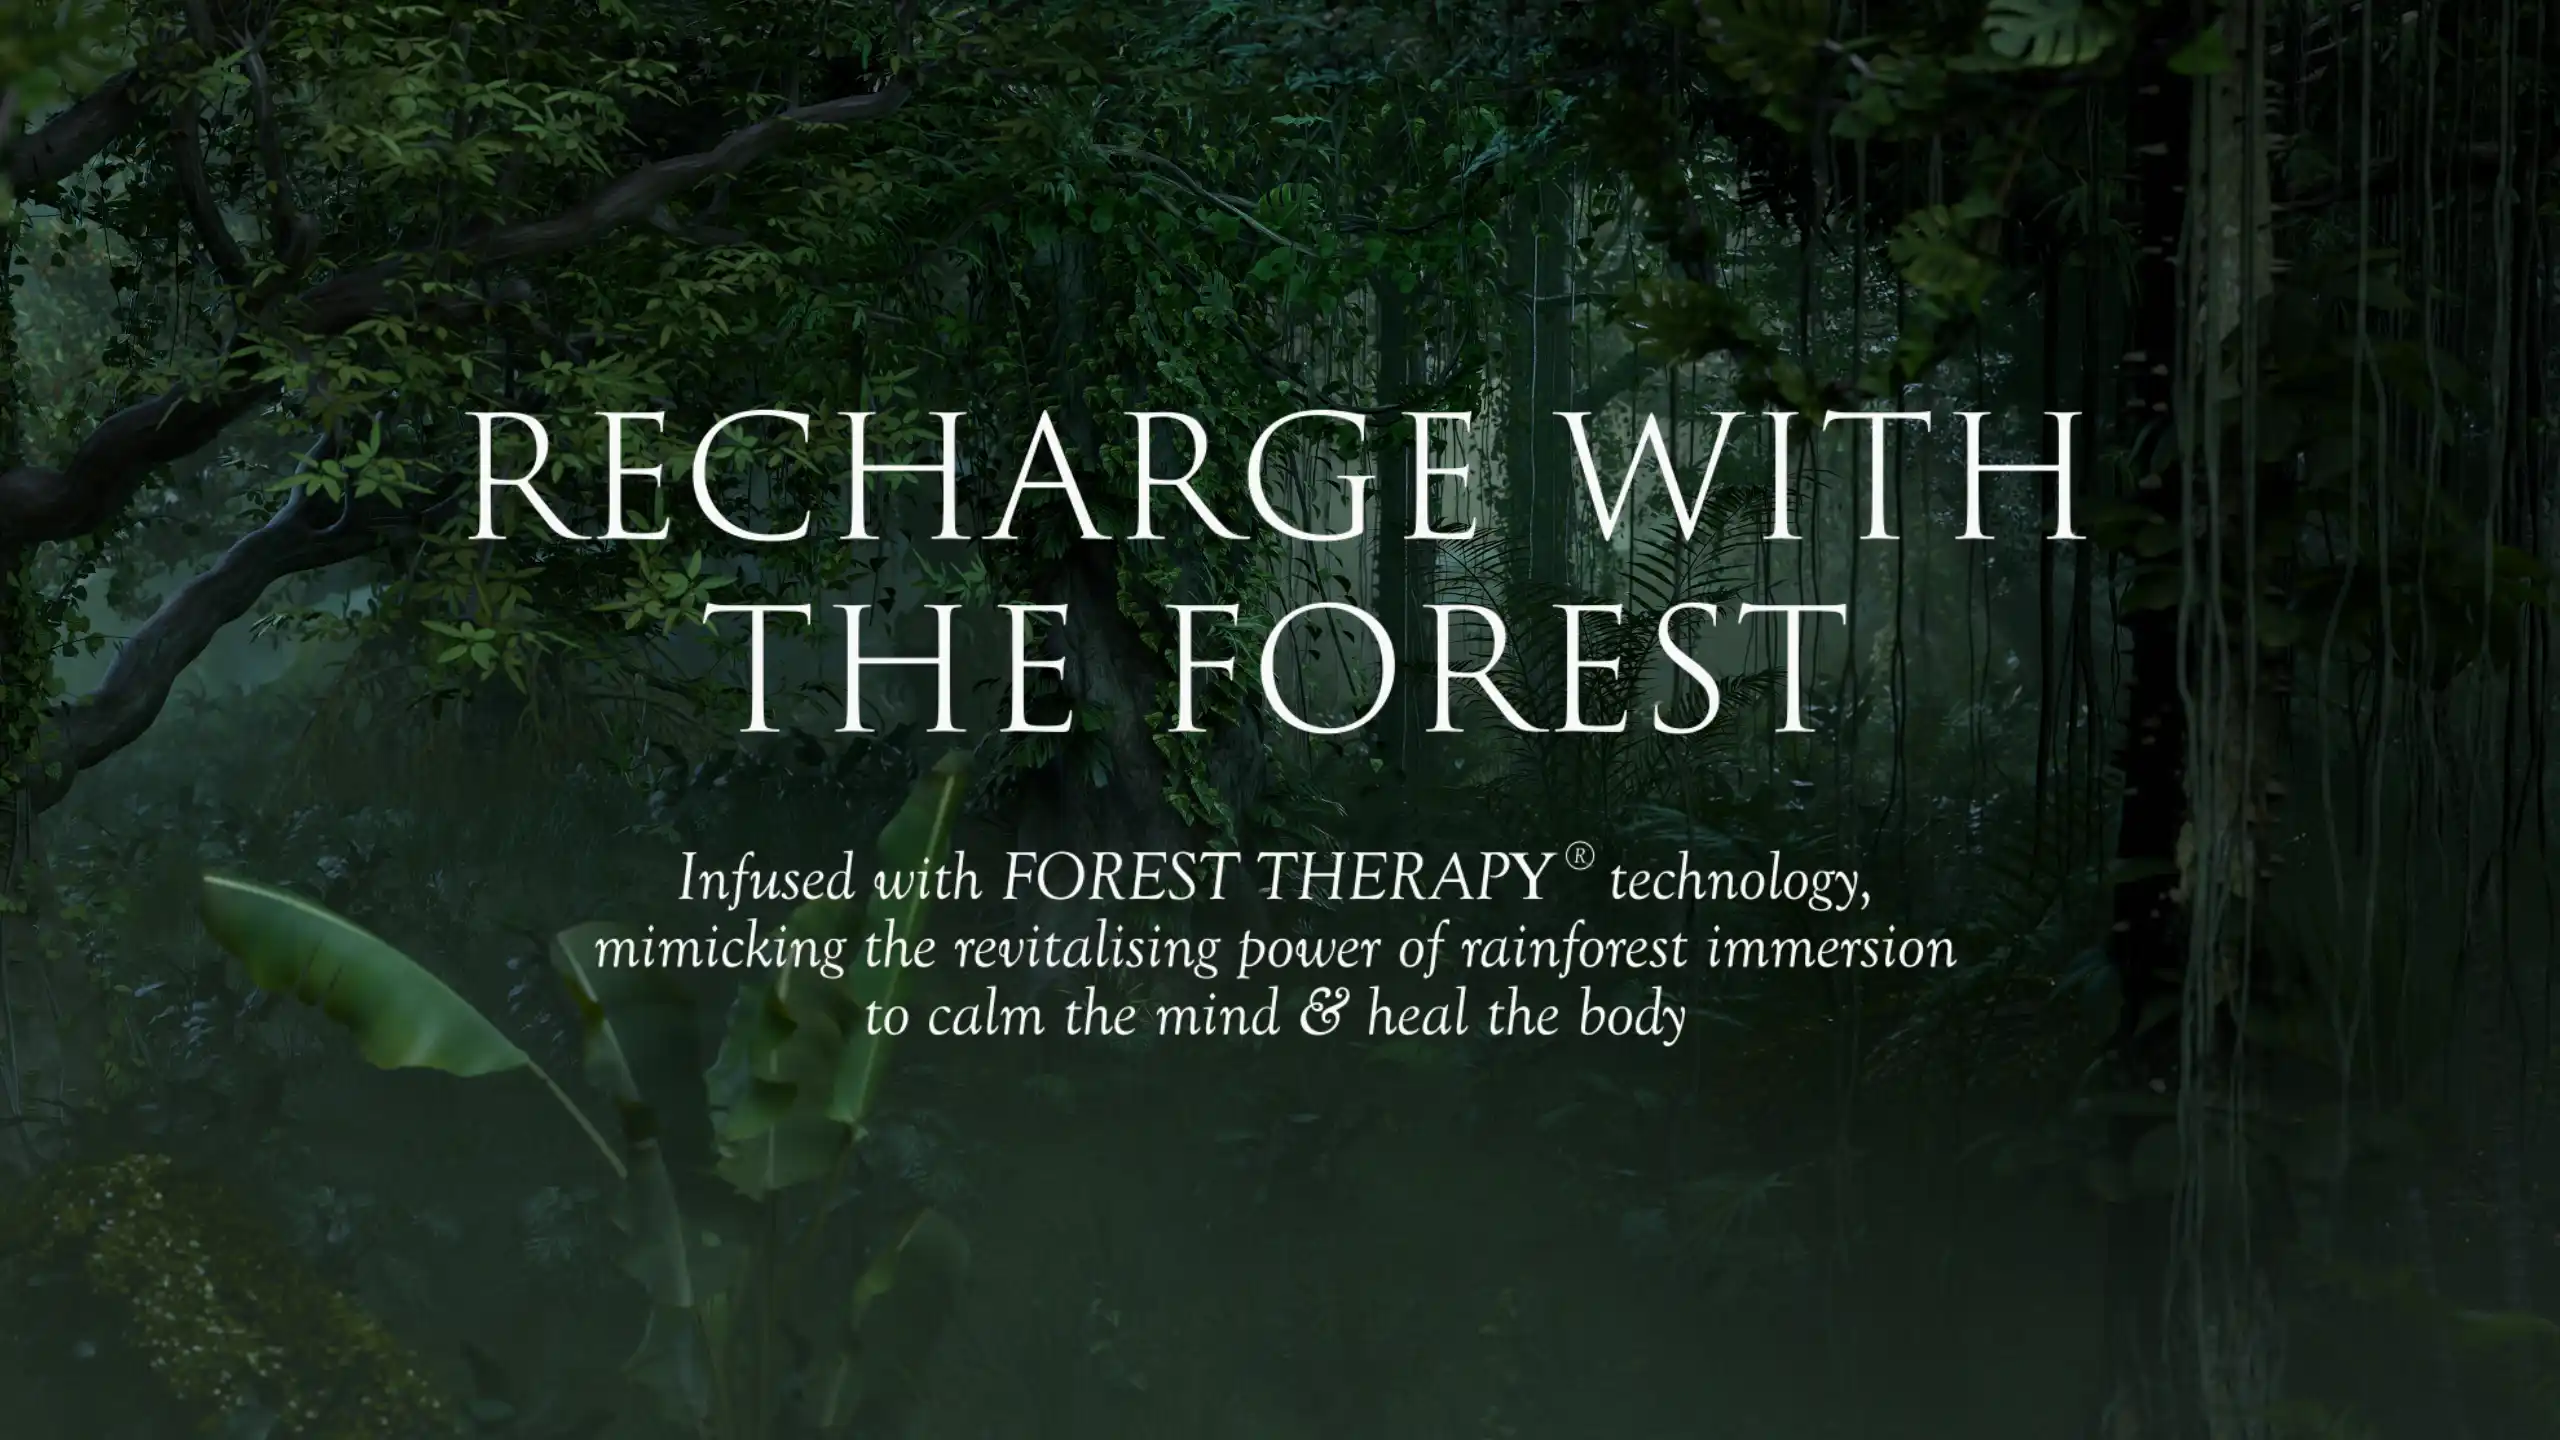 RECHARGE WITH
THE FOREST
Infused with FOREST THERAPY® technology,
mimicking the revitalising power of rainforest immersion
to calm the mind & heal the body